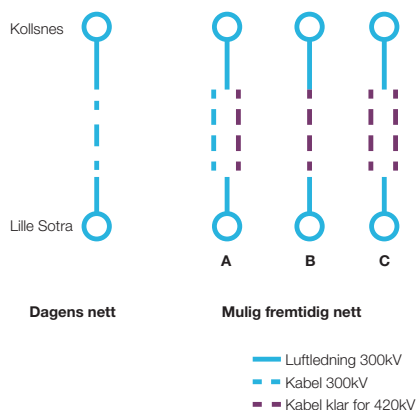 Kollsnes
Lille Sotra
A B C
Dagens nett Mulig fremtidig nett
Luftledning 300kV
Kabel 300kV
Kabel klar for 420kV